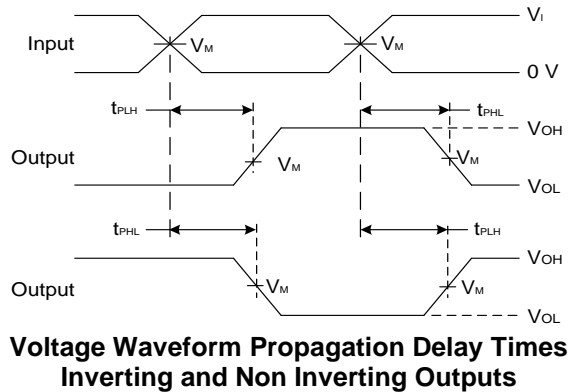 VI
Input
VM
VM
0 V
tPLH
tPHL
VOH
Output
VM
VM
VOL
tPHL
tPLH
VOH
Output
VM
VM
VOL
Voltage Waveform Propagation Delay Times
Inverting and Non Inverting Outputs